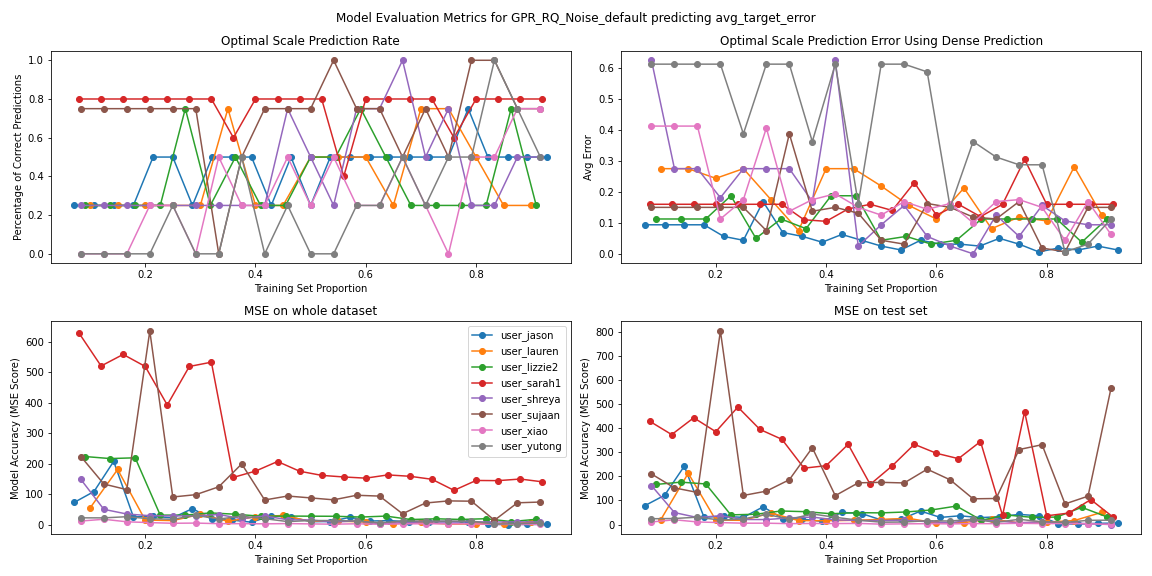 Model Evaluation Metrics for GPR_RQ_Noise_default predicting avg_target_error
Optimal Scale Prediction Rate
Percentage of Correct Predictions
1.0
0.8
0.6
0.4
0.2
0.0
0.2
0.4
0.6
0.8
Training Set Proportion
Optimal Scale Prediction Error Using Dense Prediction
Avg Error
0.6
0.5
0.4
0.3
0.2
0.1
0.0
0.2
0.4
0.6
0.8
Training Set Proportion
MSE on whole dataset
Model Accuracy (MSE Score)
600
500
400
300
200
100
0
0.2
0.4
0.6
0.8
Training Set Proportion
user_jason
user_lauren
user_lizzie2
user_sarah1
user_shreya
user_sujaan
user_xiao
user_yutong
MSE on test set
Model Accuracy (MSE Score)
800
700
600
500
400
300
200
100
0
0.2
0.4
0.6
0.8
Training Set Proportion